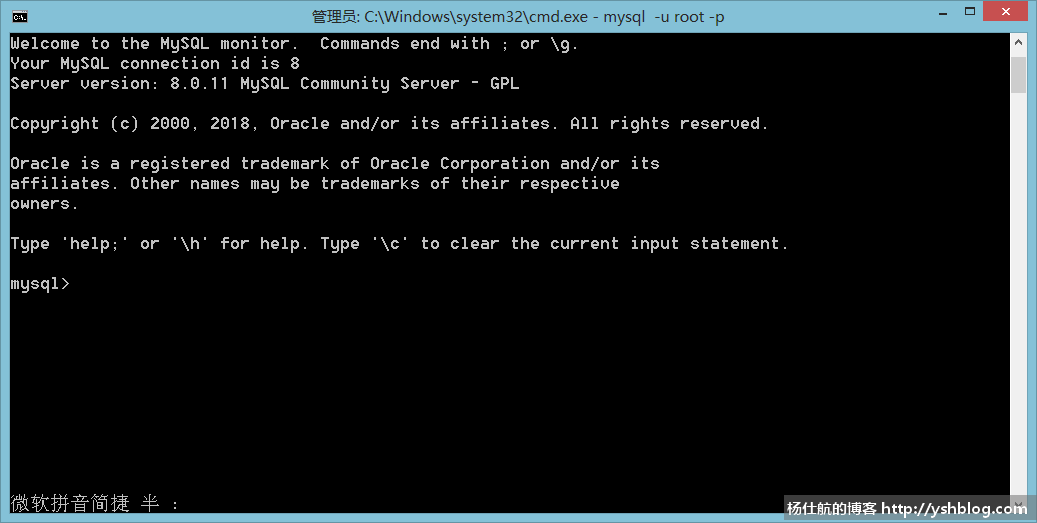 管理员: C:\Windows\system32\cmd.exe - mysql  -u root -p
Welcome to the MySQL monitor.  Commands end with ; or \g.
Your MySQL connection id is 8
Server version: 8.0.11 MySQL Community Server - GPL
Copyright (c) 2000, 2018, Oracle and/or its affiliates. All rights reserved.
Oracle is a registered trademark of Oracle Corporation and/or its
affiliates. Other names may be trademarks of their respective
owners.
Type 'help;' or '\h' for help. Type '\c' to clear the current input statement.
mysql>
微软拼音简捷 半 :
杨仕航的博客 http://yshblog.com